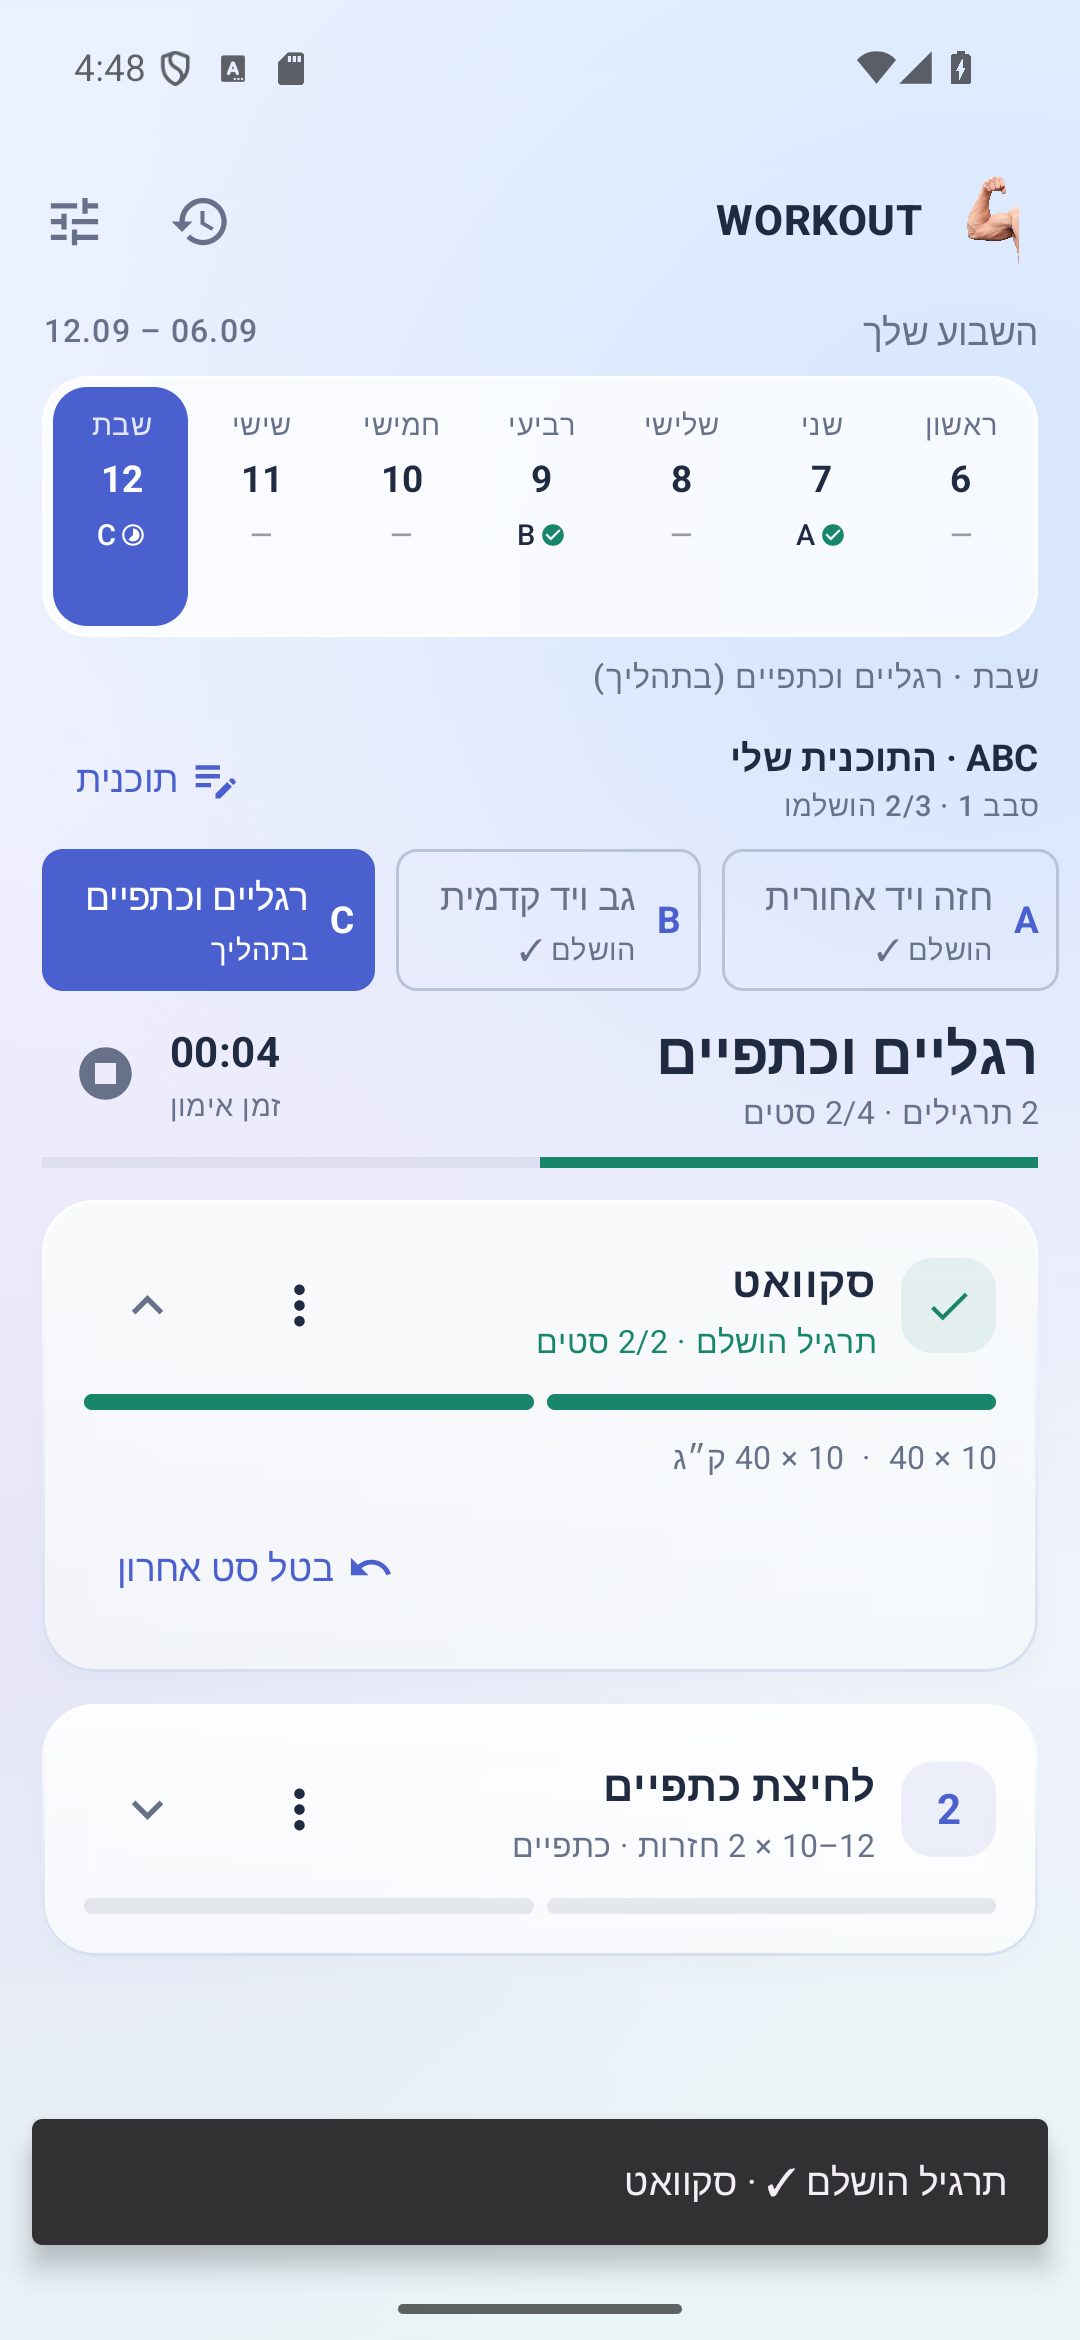 4:48
WORKOUT
השבוע שלך
12.09 – 06.09
ראשון שני שלישי רביעי חמישי שישי שבת
6 7 8 9 10 11 12
– A – B – – C
שבת · רגליים וכתפיים (בתהליך)
ABC · התוכנית שלי
סבב 1 · 2/3 הושלמו
תוכנית
A חזה ויד אחורית
הושלם ✓
B גב ויד קדמית
הושלם ✓
C רגליים וכתפיים
בתהליך
רגליים וכתפיים
2 תרגילים · 2/4 סטים
00:04
זמן אימון
סקוואט
תרגיל הושלם · 2/2 סטים
40 × 10 · 40 × 10 ק״ג
בטל סט אחרון
2
לחיצת כתפיים
2 × 10–12 חזרות · כתפיים
תרגיל הושלם ✓ · סקוואט